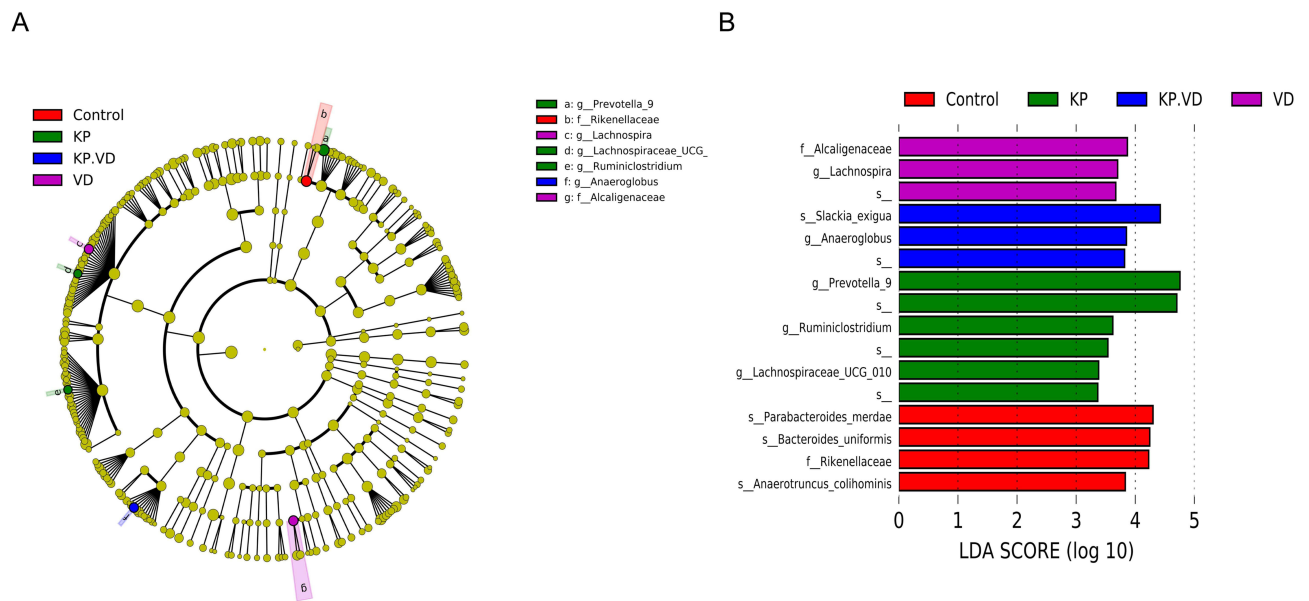 A
B
Control
KP
KP.VD
VD
b
a
c
d
e
f
g
a: g__Prevotella_9
b: f__Rikenellaceae
c: g__Lachnospira
d: g__Lachnospiraceae_UCG_
e: g__Ruminiclostridium
f: g__Anaeroglobus
g: f__Alcaligenaceae
Control KP KP.VD VD
f__Alcaligenaceae
g__Lachnospira
s__
s__Slackia_exigua
g__Anaeroglobus
s__
g__Prevotella_9
s__
g__Ruminiclostridium
s__
g__Lachnospiraceae_UCG_010
s__
s__Parabacteroides_merdae
s__Bacteroides_uniformis
f__Rikenellaceae
s__Anaerotruncus_colihominis
0 1 2 3 4 5
LDA SCORE (log 10)